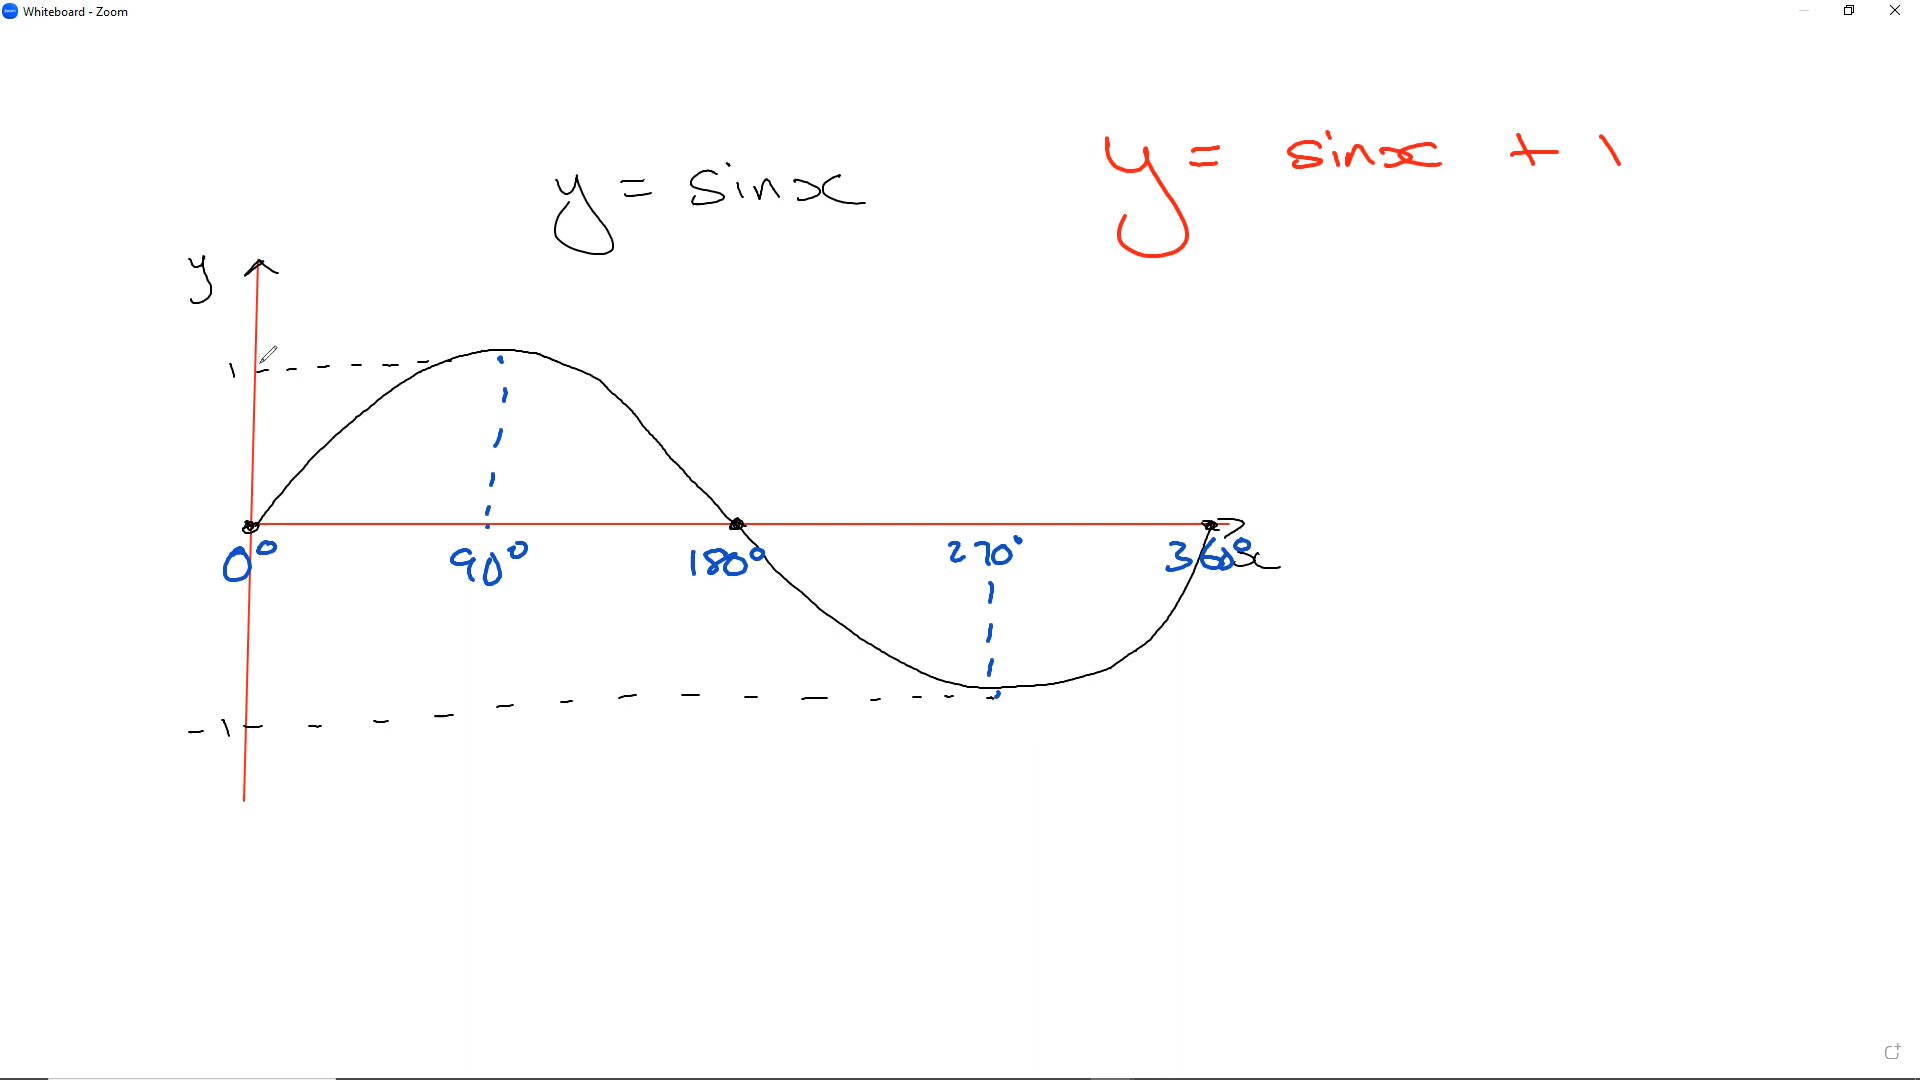 Whiteboard - Zoom
y = sinx + 1
y = sinx
y
1
0° 90° 180° 270° 360° x
-1